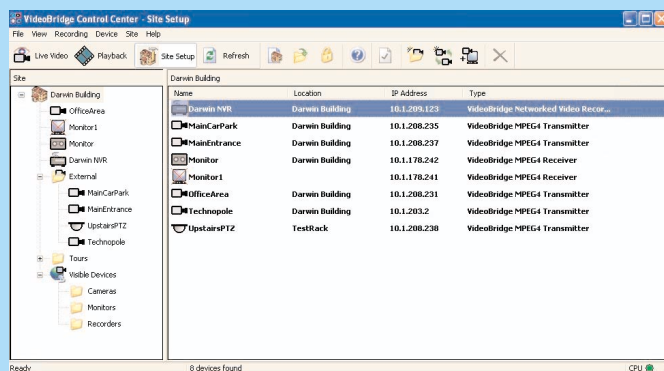 VideoBridge Control Center - Site Setup
File View Recording Device Site Help
Live Video Playback Site Setup Refresh
Site
Darwin Building
OfficeArea
Monitor1
Monitor
Darwin NVR
External
MainCarPark
MainEntrance
UpstairsPTZ
Technopole
Tours
Visible Devices
Cameras
Monitors
Recorders
Darwin Building
Name Location IP Address Type
Darwin NVR Darwin Building 10.1.209.123 VideoBridge Networked Video Recor...
MainCarPark Darwin Building 10.1.208.235 VideoBridge MPEG4 Transmitter
MainEntrance Darwin Building 10.1.208.237 VideoBridge MPEG4 Transmitter
Monitor Darwin Building 10.1.178.242 VideoBridge MPEG4 Receiver
Monitor1 10.1.178.241 VideoBridge MPEG4 Receiver
OfficeArea Darwin Building 10.1.208.231 VideoBridge MPEG4 Transmitter
Technopole Darwin Building 10.1.203.2 VideoBridge MPEG4 Transmitter
UpstairsPTZ TestRack 10.1.208.238 VideoBridge MPEG4 Transmitter
Ready 8 devices found CPU